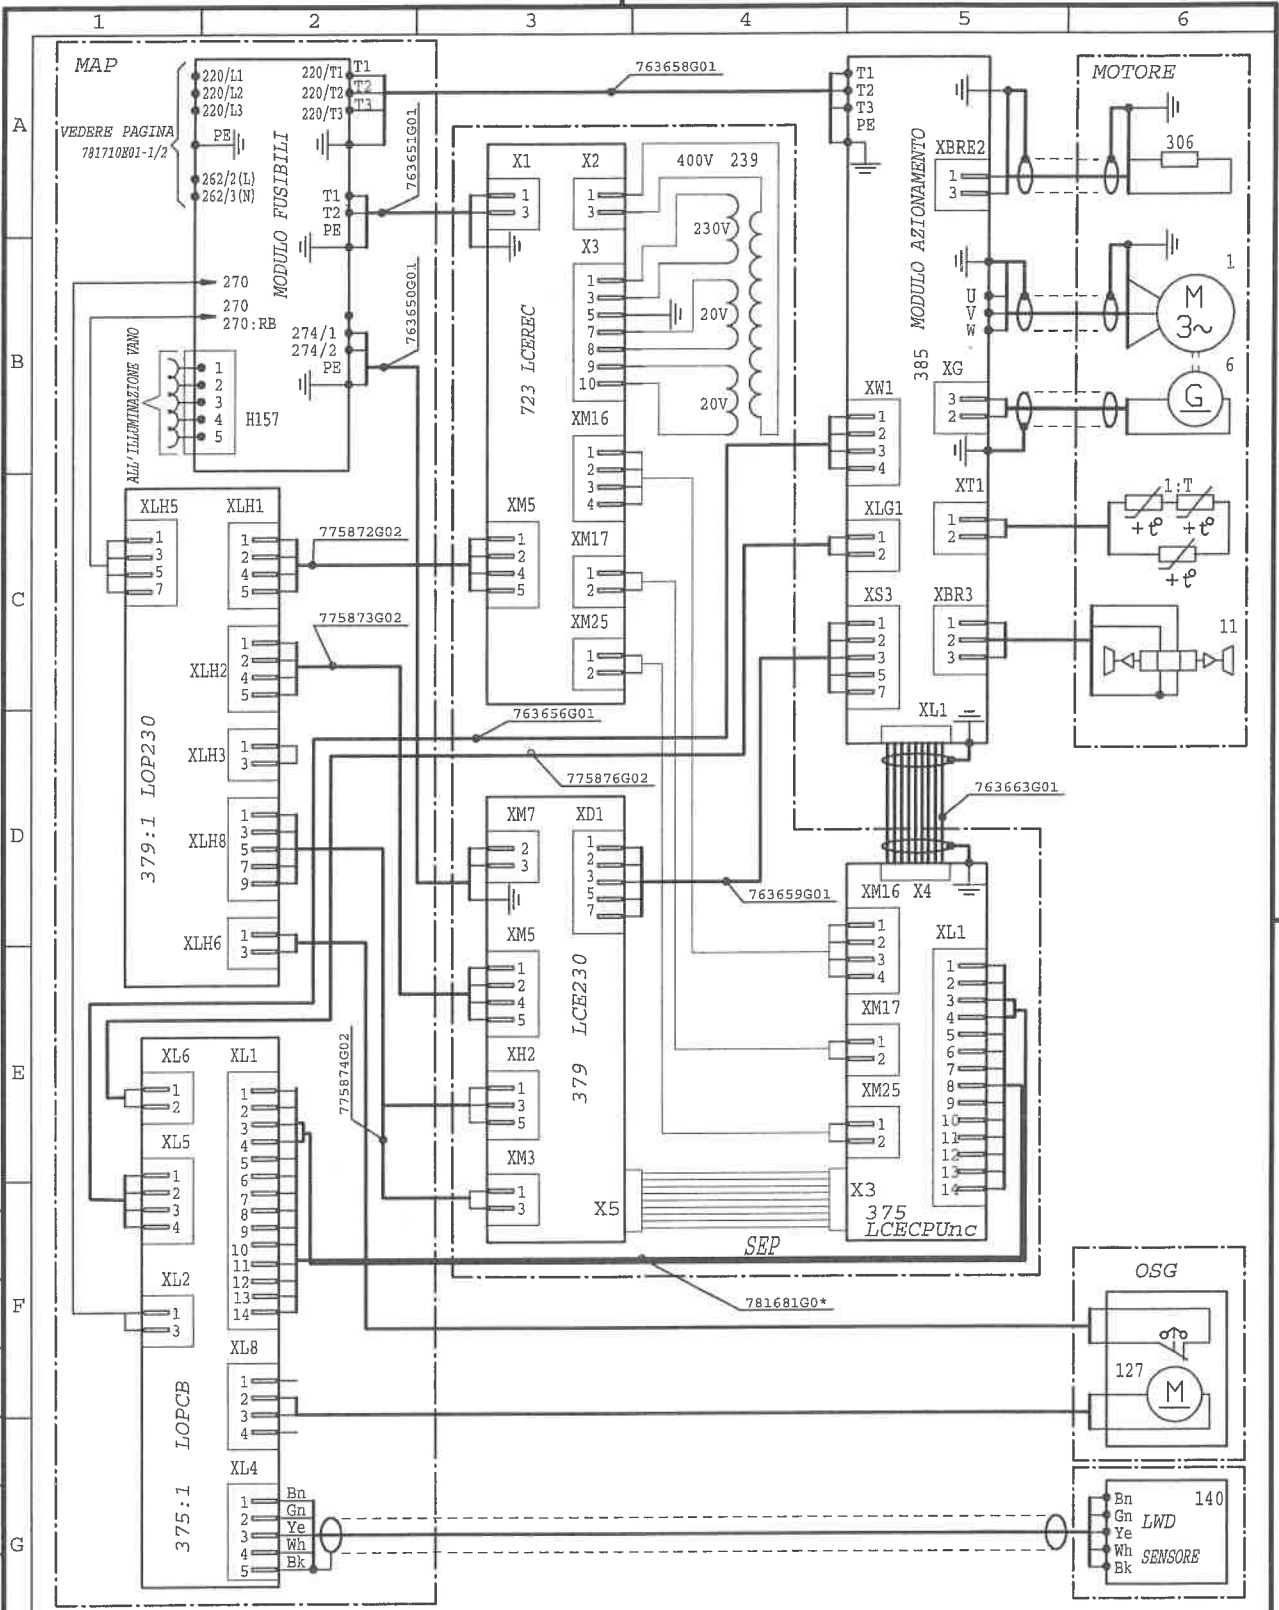 1 2 3 4 5 6
A
B
C
D
E
F
G
MAP
VEDERE PAGINA
781710E01-1/2
220/L1
220/L2
220/L3
PE
262/2(L)
262/3(N)
MODULO FUSIBILI
220/T1 T1
220/T2 T2
220/T3 T3
T1
T2
PE
270
270
270:RB
274/1
274/2
PE
ALL'ILLUMINAZIONE VANO
1
2
3
4
5
H157
763651G01
763650G01
763658G01
X1
1
3
X2
1
3
X3
1
3
5
7
8
9
10
723 LCEREC
XM16
1
2
3
4
XM5
1
2
4
5
XM17
1
2
XM25
1
2
400V 239
230V
20V
20V
T1
T2
T3
PE
385 MODULO AZIONAMENTO
XBRE2
1
3
U
V
W
XG
3
2
XW1
1
2
3
4
XLG1
1
2
XT1
1
2
XS3
1
2
3
5
7
XBR3
1
2
3
XL1
MOTORE
306
1
M
3~
6
G
1:T
+t°
+t°
+t°
11
XLH5
1
3
5
7
XLH1
1
2
4
5
XLH2
1
2
4
5
XLH3
1
3
XLH8
1
3
5
7
9
XLH6
1
3
379:1 LOP230
775872G02
775873G02
763656G01
775876G02
763663G01
763659G01
775874G02
XM7
2
3
XD1
1
2
3
5
7
XM5
1
2
4
5
XH2
1
3
5
XM3
1
3
X5
379 LCE230
XM16 X4
1
2
3
4
XM17
1
2
XM25
1
2
XL1
1
2
3
4
5
6
7
8
9
10
11
12
13
14
X3
375
LCECPUnc
SEP
781681G0*
XL6
1
2
XL5
1
2
3
4
XL2
1
3
XL1
1
2
3
4
5
6
7
8
9
10
11
12
13
14
XL8
1
2
3
4
XL4
1
2
3
4
5
Bn
Gn
Ye
Wh
Bk
375:1 LOPCB
OSG
127
M
Bn
Gn
Ye
Wh
Bk
140
LWD
SENSORE